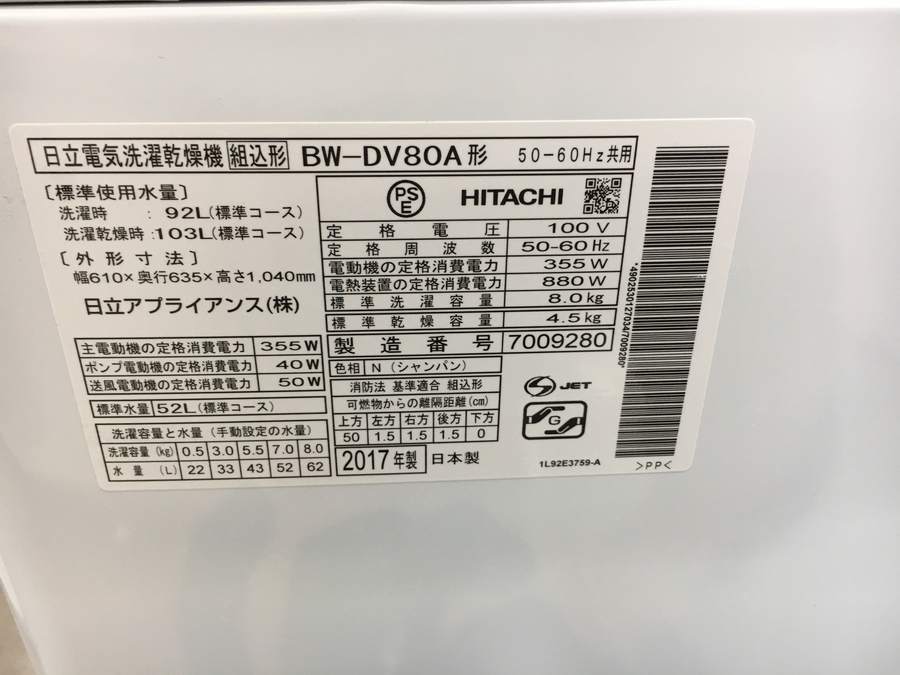 日立電気洗濯乾燥機 組込形 BW-DV80A形 50-60Hz共用
[標準使用水量]
洗濯時 : 92L(標準コース)
洗濯乾燥時:103L(標準コース)
[外形寸法]
幅610×奥行635×高さ1,040mm
日立アプライアンス(株)
主電動機の定格消費電力 355W
ポンプ電動機の定格消費電力 40W
送風電動機の定格消費電力 50W
標準水量 52L(標準コース)
洗濯容量と水量(手動設定の水量)
洗濯容量(kg) 0.5 3.0 5.5 7.0 8.0
水量(L) 22 33 43 52 62
PSE HITACHI
定格電圧 100V
定格周波数 50-60Hz
電動機の定格消費電力 355W
電熱装置の定格消費電力 880W
標準洗濯容量 8.0kg
標準乾燥容量 4.5kg
製造番号 7009280
色相 N(シャンパン)
消防法 基準適合 組込形
可燃物からの離隔距離(cm)
上方 左方 右方 後方 下方
50 1.5 1.5 1.5 0
2017年製 日本製
S JET
G
1L92E3759-A
*4902530127034/7009280*
>PP<